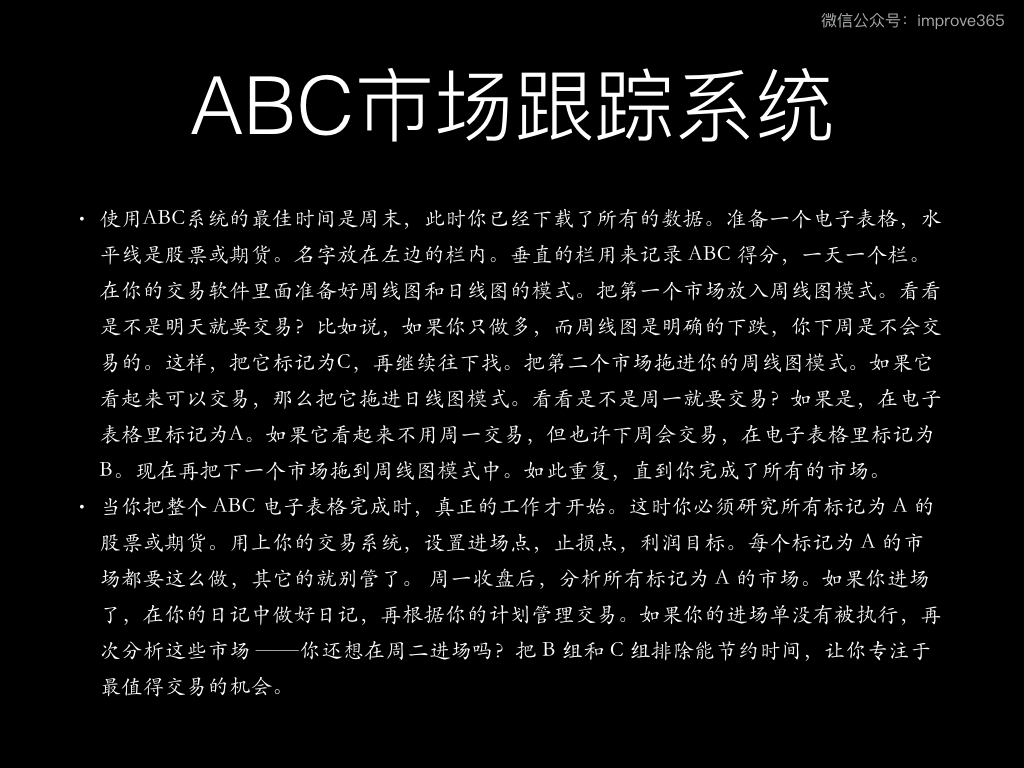 微信公众号：improve365
ABC市场跟踪系统
• 使用ABC系统的最佳时间是周末，此时你已经下载了所有的数据。准备一个电子表格，水
平线是股票或期货。名字放在左边的栏内。垂直的栏用来记录 ABC 得分，一天一个栏。
在你的交易软件里面准备好周线图和日线图的模式。把第一个市场放入周线图模式。看看
是不是明天就要交易？比如说，如果你只做多，而周线图是明确的下跌，你下周是不会交
易的。这样，把它标记为C，再继续往下找。把第二个市场拖进你的周线图模式。如果它
看起来可以交易，那么把它拖进日线图模式。看看是不是周一就要交易？如果是，在电子
表格里标记为A。如果它看起来不用周一交易，但也许下周会交易，在电子表格里标记为
B。现在再把下一个市场拖到周线图模式中。如此重复，直到你完成了所有的市场。
• 当你把整个 ABC 电子表格完成时，真正的工作才开始。这时你必须研究所有标记为 A 的
股票或期货。用上你的交易系统，设置进场点，止损点，利润目标。每个标记为 A 的市
场都要这么做，其它的就别管了。 周一收盘后，分析所有标记为 A 的市场。如果你进场
了，在你的日记中做好日记，再根据你的计划管理交易。如果你的进场单没有被执行，再
次分析这些市场 ——你还想在周二进场吗？把 B 组和 C 组排除能节约时间，让你专注于
最值得交易的机会。